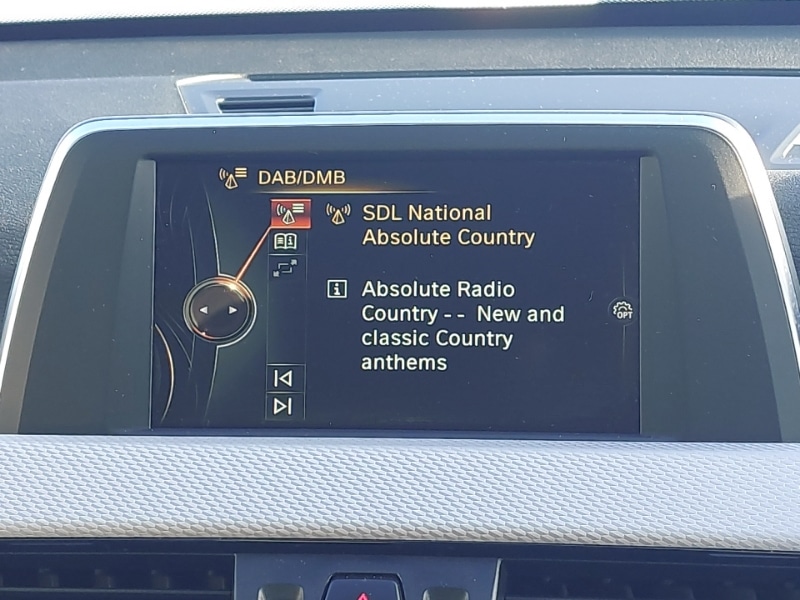 DAB/DMB
SDL National
Absolute Country
Absolute Radio
Country - - New and
classic Country
anthems
OPT